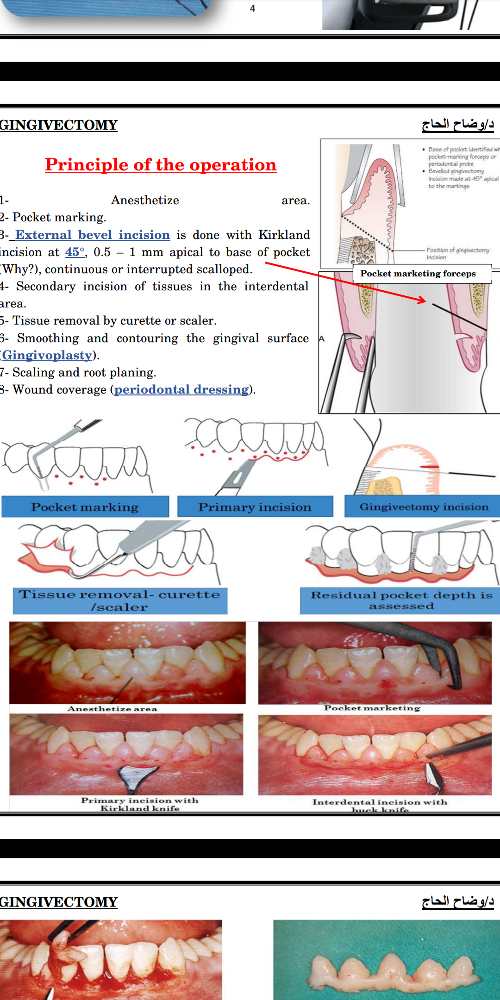 4
GINGIVECTOMY
د/وضاح الحاج
Principle of the operation
1- Anesthetize area.
2- Pocket marking.
3- External bevel incision is done with Kirkland
incision at 45°, 0.5 – 1 mm apical to base of pocket
(Why?), continuous or interrupted scalloped.
4- Secondary incision of tissues in the interdental
area.
5- Tissue removal by curette or scaler.
6- Smoothing and contouring the gingival surface
(Gingivoplasty).
7- Scaling and root planing.
8- Wound coverage (periodontal dressing).
• Base of pocket identified wi
pocket-marking forceps or
periodontal probe
• Bevelled gingivectomy
incision made at 45° apical
to the markings
Position of gingivectomy
incision
Pocket marketing forceps
A
Pocket marking
Primary incision
Gingivectomy incision
Tissue removal- curette
/scaler
Residual pocket depth is
assessed
Anesthetize area
Pocket marketing
Primary incision with
Kirkland knife
Interdental incision with
buck knife
GINGIVECTOMY
د/وضاح الحاج